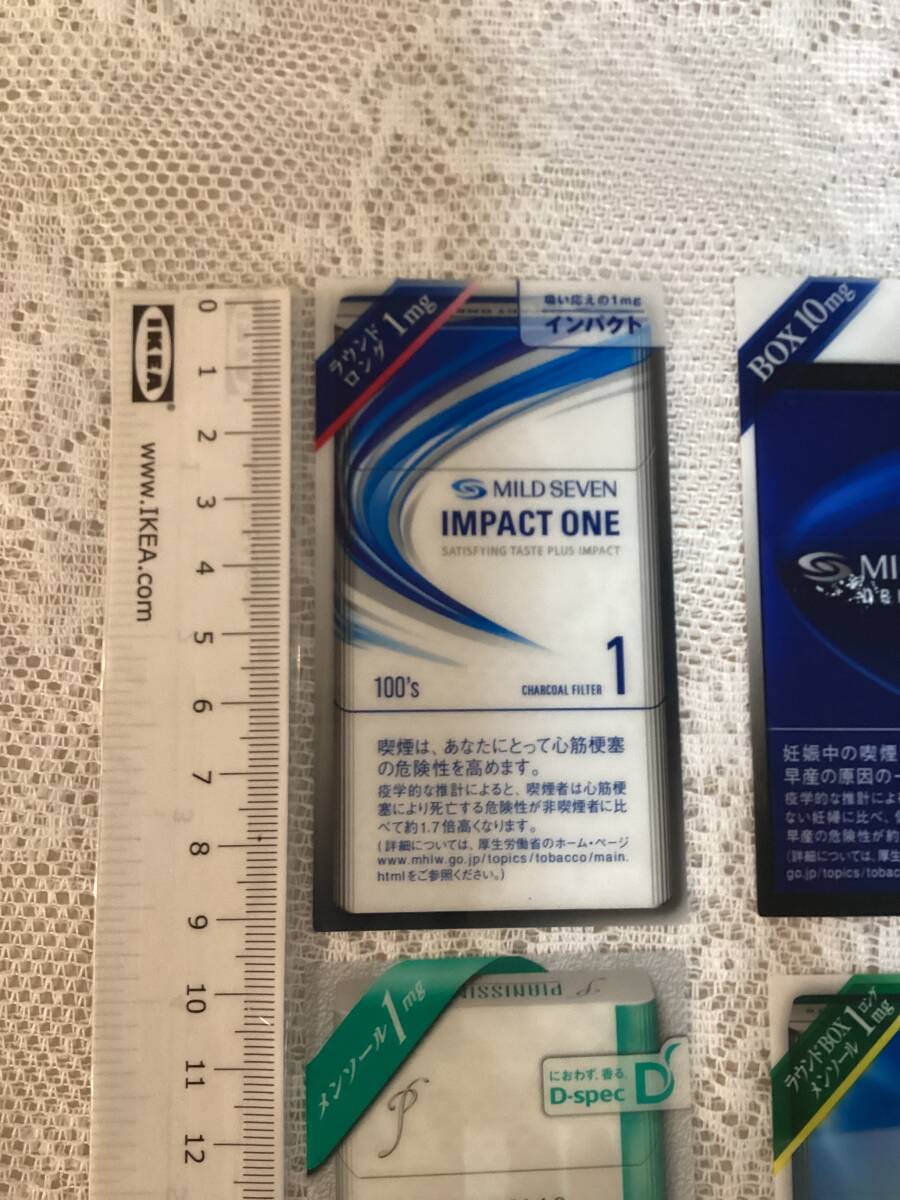 0
1
2
3
4
5
6
7
8
9
10
11
12
IKEA
www.IKEA.com
ラウンド
ロング 1mg
吸い応えの1mg
インパクト
MILD SEVEN
IMPACT ONE
SATISFYING TASTE PLUS IMPACT
100's
CHARCOAL FILTER 1
喫煙は、あなたにとって心筋梗塞
の危険性を高めます。
疫学的な推計によると、喫煙者は心筋梗
塞により死亡する危険性が非喫煙者に比
べて約1.7倍高くなります。
(詳細については、厚生労働省のホーム・ページ
www.mhlw.go.jp/topics/tobacco/main.
htmlをご参照ください。)
BOX 10mg
MI
妊娠中の喫煙
早産の原因の一
疫学的な推計によ
ない妊婦に比べ、
早産の危険性が約
(詳細については、厚生
go.jp/topics/tobac
メンソール 1mg
PIANISSIM
におわず、香る。
D-spec D
P
ラウンドBOX 1ロング
メンソール 1mg